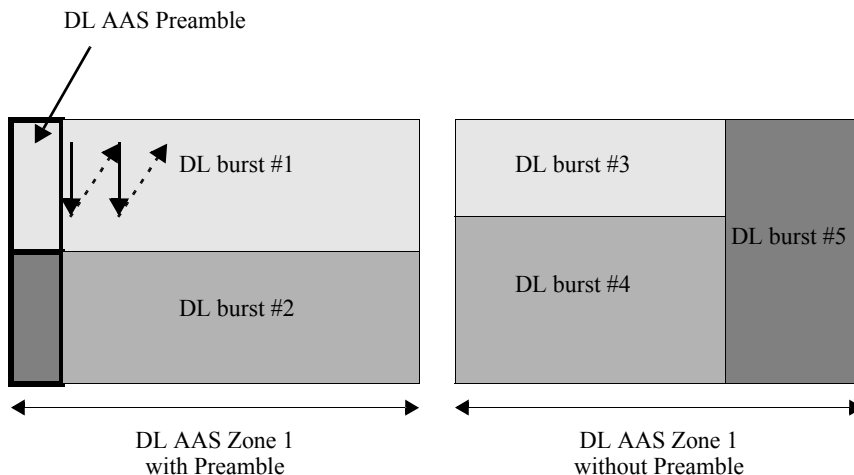 DL AAS Preamble
DL burst #1
DL burst #2
DL burst #3
DL burst #4
DL burst #5
DL AAS Zone 1
with Preamble
DL AAS Zone 1
without Preamble